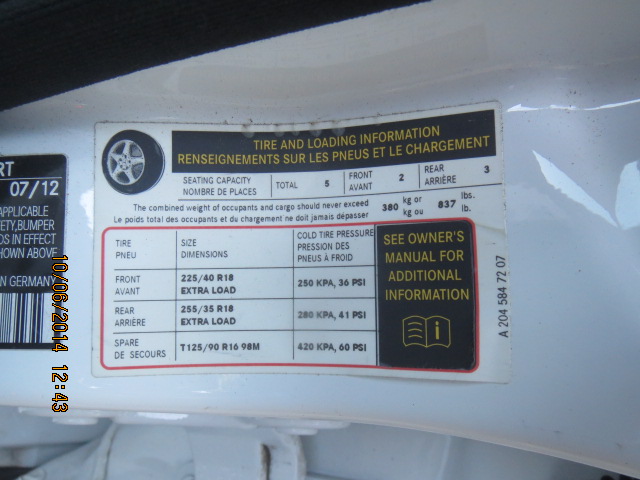 TIRE AND LOADING INFORMATION
RENSEIGNEMENTS SUR LES PNEUS ET LE CHARGEMENT
SEATING CAPACITY
NOMBRE DE PLACES
TOTAL 5
FRONT
AVANT
2
REAR
ARRIÈRE
3
The combined weight of occupants and cargo should never exceed
Le poids total des occupants et du chargement ne doit jamais dépasser
380 kg or
kg ou
837 lbs.
lb.
TIRE
PNEU
SIZE
DIMENSIONS
COLD TIRE PRESSURE
PRESSION DES
PNEUS À FROID
FRONT
AVANT
225/40 R18
EXTRA LOAD
250 KPA, 36 PSI
REAR
ARRIÈRE
255/35 R18
EXTRA LOAD
280 KPA, 41 PSI
SPARE
DE SECOURS
T125/90 R16 98M
420 KPA, 60 PSI
SEE OWNER'S
MANUAL FOR
ADDITIONAL
INFORMATION
A 204 584 72 07
RT
07/12
APPLICABLE
ETY,BUMPER
DS IN EFFECT
SHOWN ABOVE
IN GERMANY
10/06/2014 12:43